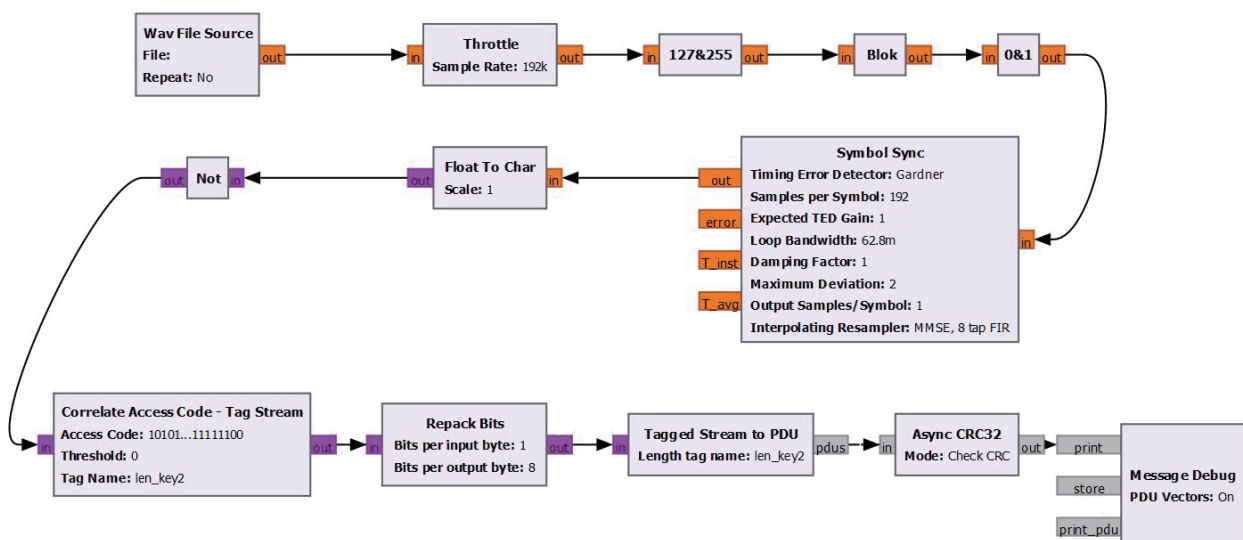 Wav File Source
File:
Repeat: No
out
in
Throttle
Sample Rate: 192k
out
in
127&255
out
in
Blok
out
in
0&1
out
out
Not
in
out
Float To Char
Scale: 1
in
out
error
T_inst
T_avg
Symbol Sync
Timing Error Detector: Gardner
Samples per Symbol: 192
Expected TED Gain: 1
Loop Bandwidth: 62.8m
Damping Factor: 1
Maximum Deviation: 2
Output Samples/Symbol: 1
Interpolating Resampler: MMSE, 8 tap FIR
in
in
Correlate Access Code - Tag Stream
Access Code: 10101...11111100
Threshold: 0
Tag Name: len_key2
out
in
Repack Bits
Bits per input byte: 1
Bits per output byte: 8
out
in
Tagged Stream to PDU
Length tag name: len_key2
pdus
in
Async CRC32
Mode: Check CRC
out
print
store
print_pdu
Message Debug
PDU Vectors: On